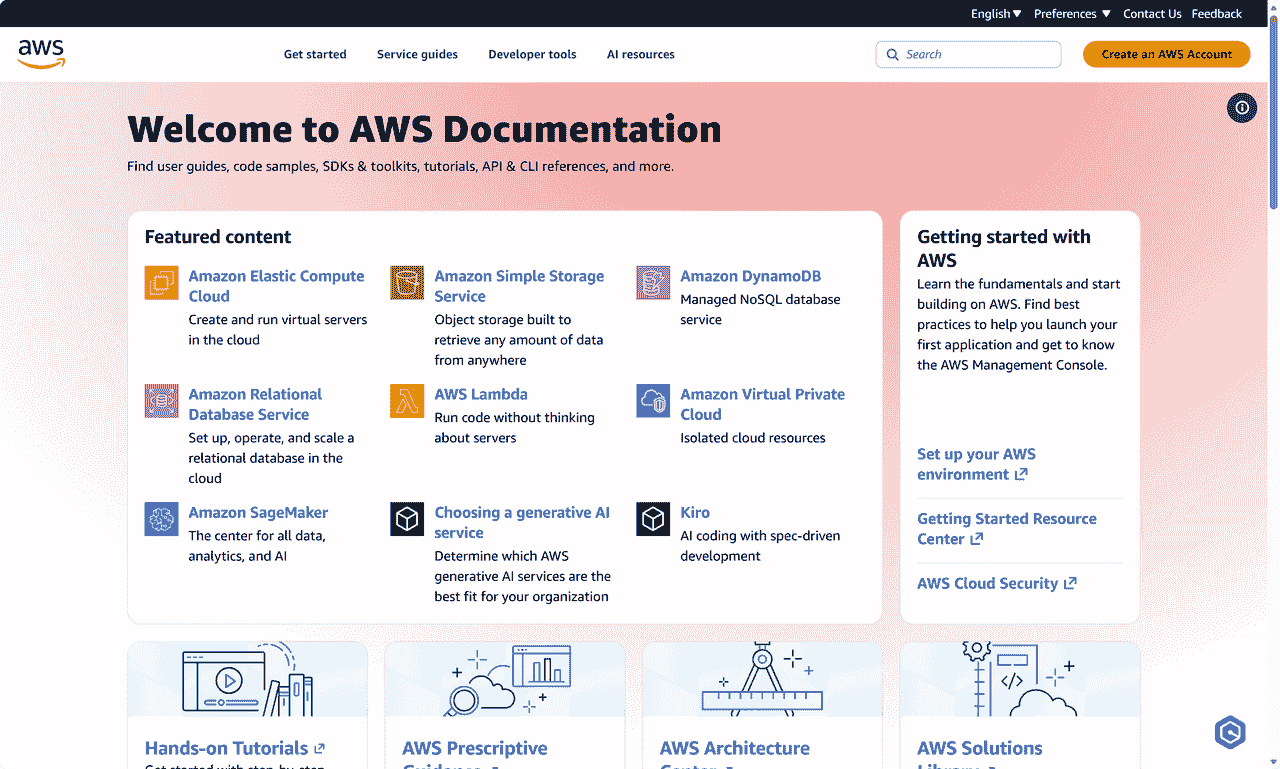 English Preferences Contact Us Feedback
aws
Get started Service guides Developer tools AI resources
Search
Create an AWS Account
Welcome to AWS Documentation
Find user guides, code samples, SDKs & toolkits, tutorials, API & CLI references, and more.
Featured content
Amazon Elastic Compute
Cloud
Create and run virtual servers
in the cloud
Amazon Simple Storage
Service
Object storage built to
retrieve any amount of data
from anywhere
Amazon DynamoDB
Managed NoSQL database
service
Amazon Relational
Database Service
Set up, operate, and scale a
relational database in the
cloud
AWS Lambda
Run code without thinking
about servers
Amazon Virtual Private
Cloud
Isolated cloud resources
Amazon SageMaker
The center for all data,
analytics, and AI
Choosing a generative AI
service
Determine which AWS
generative AI services are the
best fit for your organization
Kiro
AI coding with spec-driven
development
Getting started with
AWS
Learn the fundamentals and start
building on AWS. Find best
practices to help you launch your
first application and get to know
the AWS Management Console.
Set up your AWS
environment
Getting Started Resource
Center
AWS Cloud Security
Hands-on Tutorials
Get started with step-by-step
AWS Prescriptive
Guidance
AWS Architecture
Center
AWS Solutions
Library